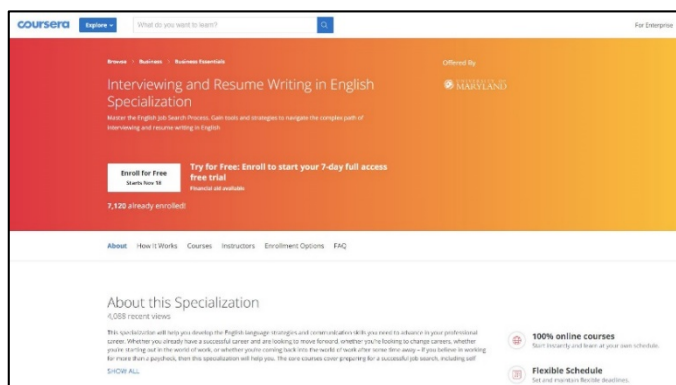 coursera
Explore
What do you want to learn?
For Enterprise
Browse > Business > Business Essentials
Offered By
Interviewing and Resume Writing in English
Specialization
UNIVERSITY OF
MARYLAND
Master the English Job Search Process. Gain tools and strategies to navigate the complex path of
interviewing and resume writing in English
Enroll for Free
Starts Nov 18
Try for Free: Enroll to start your 7-day full access
free trial
Financial aid available
7,120 already enrolled!
About How It Works Courses Instructors Enrollment Options FAQ
About this Specialization
4,088 recent views
This specialization will help you develop the English language strategies and communication skills you need to advance in your professional
career. Whether you already have a successful career and are looking to move forward, whether you're looking to change careers, whether
you're starting out in the world of work, or whether you're coming back into the world of work after some time away – if you believe in working
for more than a paycheck, then this specialization will help you. The core courses cover preparing for a successful job search, including self
SHOW ALL
100% online courses
Start instantly and learn at your own schedule.
Flexible Schedule
Set and maintain flexible deadlines.